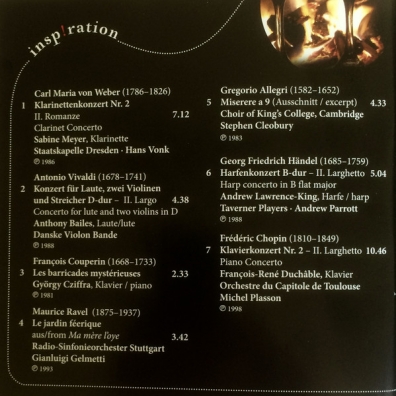 insp!ration
Carl Maria von Weber (1786–1826)
1 Klarinettenkonzert Nr. 2
II. Romanze 7.12
Clarinet Concerto
Sabine Meyer, Klarinette
Staatskapelle Dresden · Hans Vonk
℗ 1986
Antonio Vivaldi (1678–1741)
2 Konzert für Laute, zwei Violinen
und Streicher D-dur – II. Largo 4.38
Concerto for lute and two violins in D
Anthony Bailes, Laute/lute
Danske Violon Bande
℗ 1988
François Couperin (1668–1733)
3 Les barricades mystérieuses 2.33
György Cziffra, Klavier / piano
℗ 1981
Maurice Ravel (1875–1937)
4 Le jardin féerique
aus/from Ma mère l'oye 3.42
Radio-Sinfonieorchester Stuttgart
Gianluigi Gelmetti
℗ 1993
Gregorio Allegri (1582–1652)
5 Miserere a 9 (Ausschnitt / excerpt) 4.33
Choir of King's College, Cambridge
Stephen Cleobury
℗ 1983
Georg Friedrich Händel (1685–1759)
6 Harfenkonzert B-dur – II. Larghetto 5.04
Harp concerto in B flat major
Andrew Lawrence-King, Harfe / harp
Taverner Players · Andrew Parrott
℗ 1988
Frédéric Chopin (1810–1849)
7 Klavierkonzert Nr. 2 – II. Larghetto 10.46
Piano Concerto
François-René Duchâble, Klavier
Orchestre du Capitole de Toulouse
Michel Plasson
℗ 1998